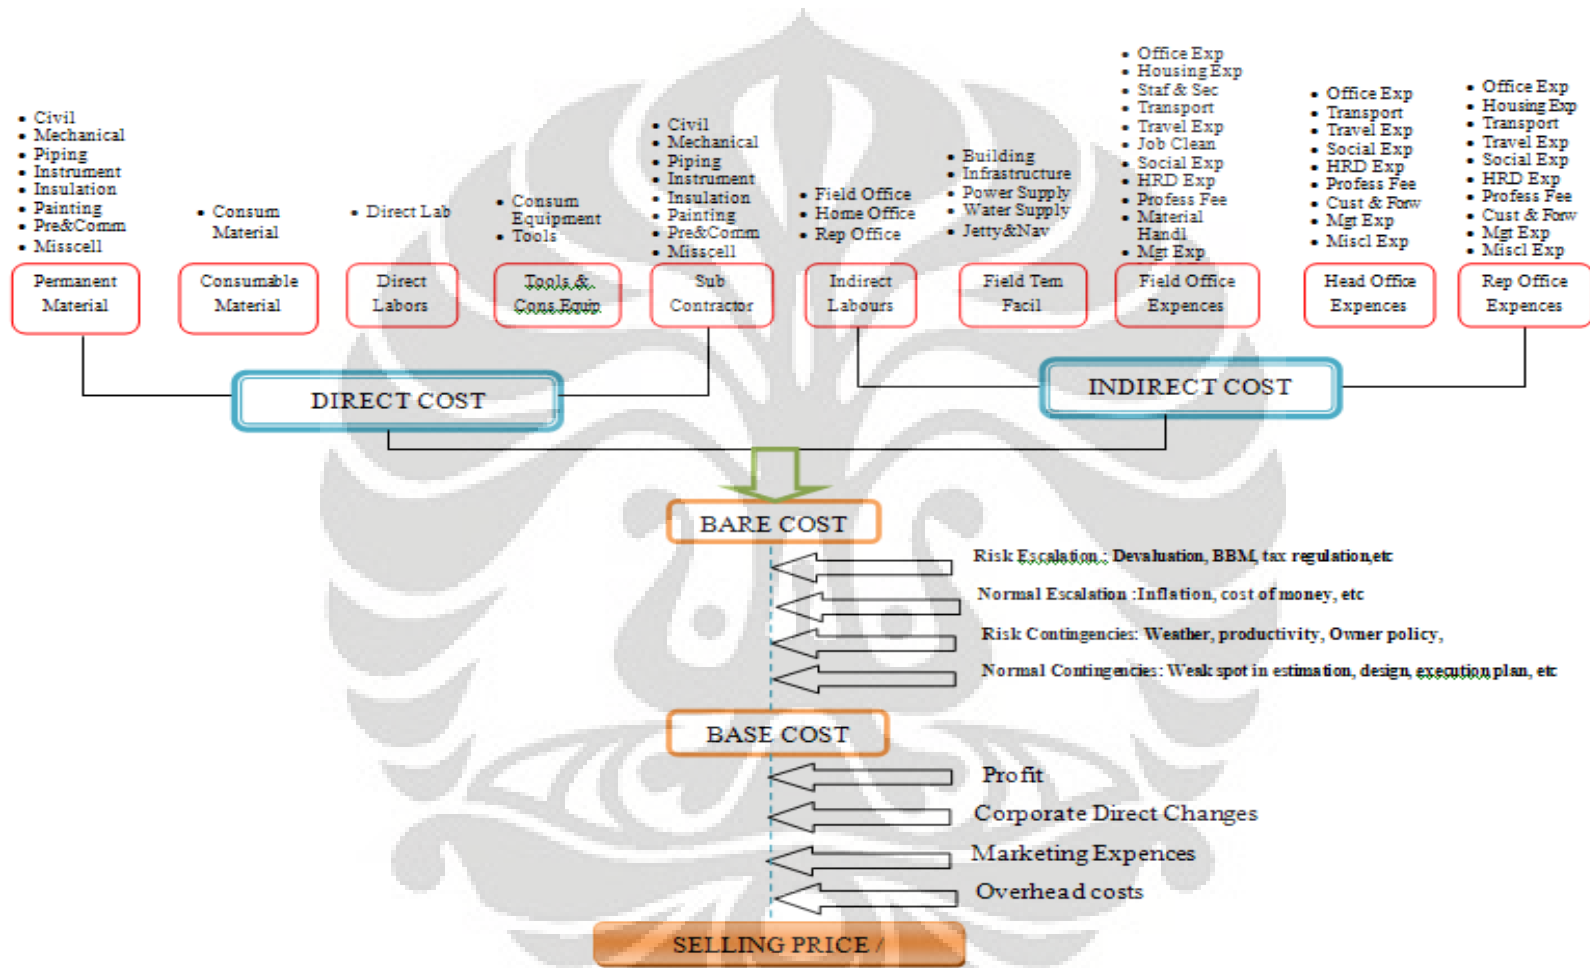 • Civil
• Mechanical
• Piping
• Instrument
• Insulation
• Painting
• Pre&Comm
• Misscell
Permanent
Material
• Consum
Material
Consumable
Material
• Direct Lab
Direct
Labors
• Consum
Equipment
• Tools
Tools &
Cons.Equip
• Civil
• Mechanical
• Piping
• Instrument
• Insulation
• Painting
• Pre&Comm
• Misscell
Sub
Contractor
• Field Office
• Home Office
• Rep Office
Indirect
Labours
• Building
• Infrastructure
• Power Supply
• Water Supply
• Jetty&Nav
Field Tem
Facil
• Office Exp
• Housing Exp
• Staf & Sec
• Transport
• Travel Exp
• Job Clean
• Social Exp
• HRD Exp
• Profess Fee
• Material
Handl
• Mgt Exp
Field Office
Expences
• Office Exp
• Transport
• Travel Exp
• Social Exp
• HRD Exp
• Profess Fee
• Cust & Forw
• Mgt Exp
• Miscl Exp
Head Office
Expences
• Office Exp
• Housing Exp
• Transport
• Travel Exp
• Social Exp
• HRD Exp
• Profess Fee
• Cust & Forw
• Mgt Exp
• Miscl Exp
Rep Office
Expences
DIRECT COST
INDIRECT COST
BARE COST
Risk Escalation : Devaluation, BBM, tax regulation,etc
Normal Escalation :Inflation, cost of money, etc
Risk Contingencies: Weather, productivity, Owner policy,
Normal Contingencies: Weak spot in estimation, design, execution plan, etc
BASE COST
Profit
Corporate Direct Changes
Marketing Expences
Overhead costs
SELLING PRICE /